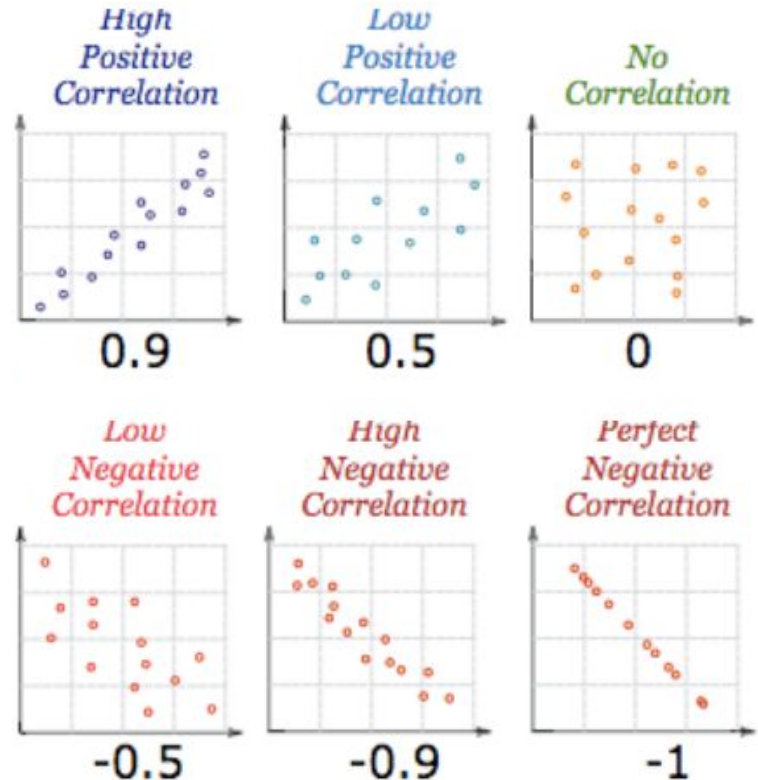 High
Positive
Correlation
Low
Positive
Correlation
No
Correlation
0.9
0.5
0
Low
Negative
Correlation
High
Negative
Correlation
Perfect
Negative
Correlation
-0.5
-0.9
-1